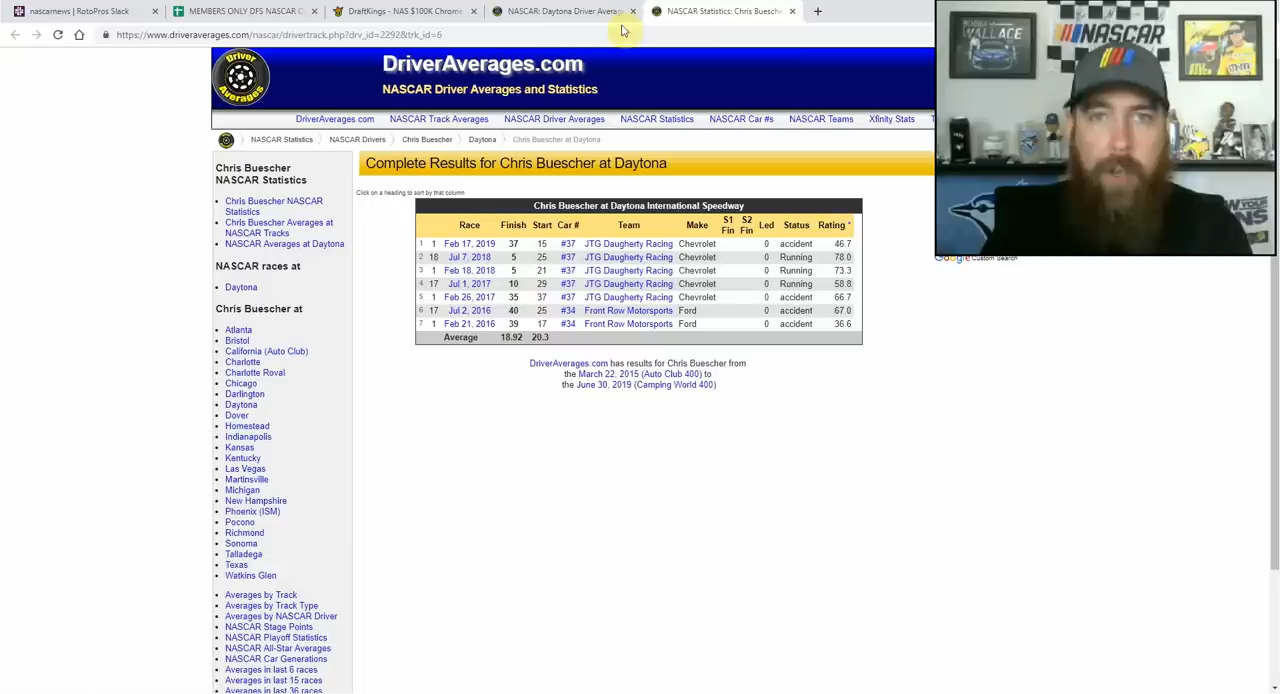 nascarnews | RotoPros Slack
MEMBERS ONLY DFS NASCAR C
DraftKings - NAS $100K Chrome
NASCAR: Daytona Driver Averag
NASCAR Statistics: Chris Buesche
https://www.driveraverages.com/nascar/drivertrack.php?drv_id=2292&trk_id=6
Driver Averages
DriverAverages.com
NASCAR Driver Averages and Statistics
DriverAverages.com NASCAR Track Averages NASCAR Driver Averages NASCAR Statistics NASCAR Car #s NASCAR Teams Xfinity Stats
NASCAR Statistics / NASCAR Drivers / Chris Buescher / Daytona / Chris Buescher at Daytona
Chris Buescher
NASCAR Statistics
Chris Buescher NASCAR
Statistics
Chris Buescher Averages at
NASCAR Tracks
NASCAR Averages at Daytona
NASCAR races at
Daytona
Chris Buescher at
Atlanta
Bristol
California (Auto Club)
Charlotte
Charlotte Roval
Chicago
Darlington
Daytona
Dover
Homestead
Indianapolis
Kansas
Kentucky
Las Vegas
Martinsville
Michigan
New Hampshire
Phoenix (ISM)
Pocono
Richmond
Sonoma
Talladega
Texas
Watkins Glen
Averages by Track
Averages by Track Type
Averages by NASCAR Driver
NASCAR Stage Points
NASCAR Playoff Statistics
NASCAR All-Star Averages
NASCAR Car Generations
Averages in last 6 races
Averages in last 15 races
Averages in last 36 races
Complete Results for Chris Buescher at Daytona
Click on a heading to sort by that column
Chris Buescher at Daytona International Speedway
Race Finish Start Car # Team Make S1 Fin S2 Fin Led Status Rating *
1 1 Feb 17, 2019 37 15 #37 JTG Daugherty Racing Chevrolet 0 accident 46.7
2 18 Jul 7, 2018 5 25 #37 JTG Daugherty Racing Chevrolet 0 Running 78.0
3 1 Feb 18, 2018 5 21 #37 JTG Daugherty Racing Chevrolet 0 Running 73.3
4 17 Jul 1, 2017 10 29 #37 JTG Daugherty Racing Chevrolet 0 Running 58.8
5 1 Feb 26, 2017 35 37 #37 JTG Daugherty Racing Chevrolet 0 accident 66.7
6 17 Jul 2, 2016 40 25 #34 Front Row Motorsports Ford 0 accident 67.0
7 1 Feb 21, 2016 39 17 #34 Front Row Motorsports Ford 0 accident 36.6
Average 18.92 20.3
DriverAverages.com has results for Chris Buescher from
the March 22, 2015 (Auto Club 400) to
the June 30, 2019 (Camping World 400)
BUBBA WALLACE
NASCAR
Google Custom Search